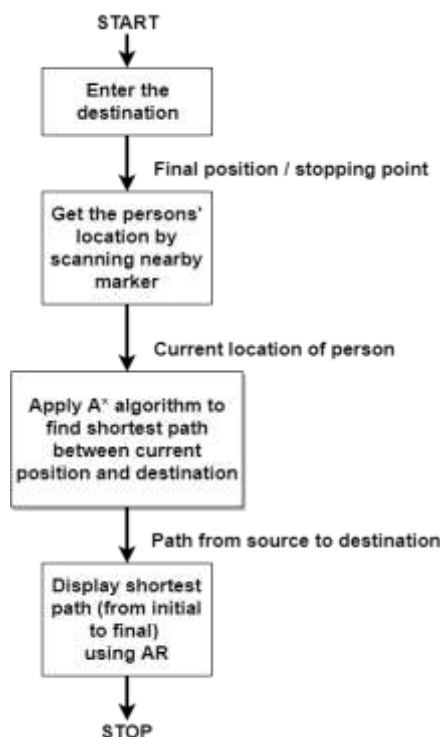 START
Enter the
destination
Final position / stopping point
Get the persons'
location by
scanning nearby
marker
Current location of person
Apply A* algorithm to
find shortest path
between current
position and destination
Path from source to destination
Display shortest
path (from initial
to final)
using AR
STOP